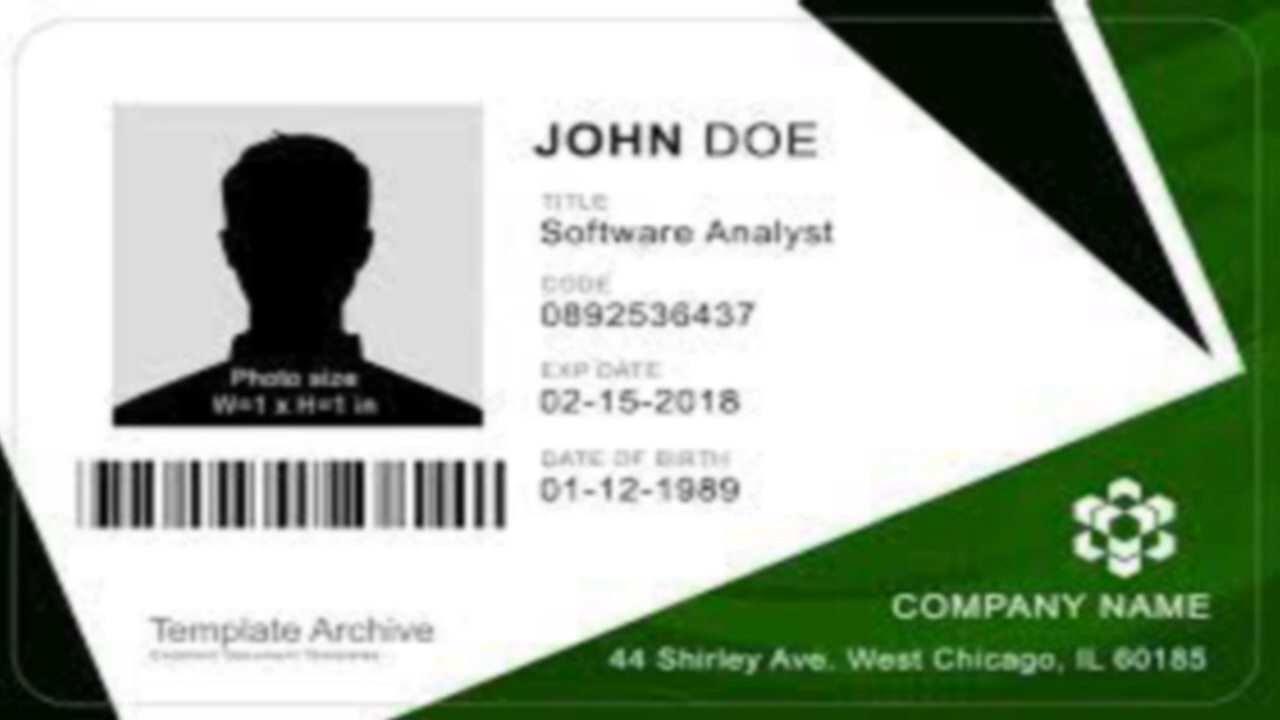 JOHN DOE
TITLE
Software Analyst
CODE
0892536437
EXP DATE
02-15-2018
DATE OF BIRTH
01-12-1989
Photo size
W=1 x H=1 in
Template Archive
COMPANY NAME
44 Shirley Ave. West Chicago, IL 60185